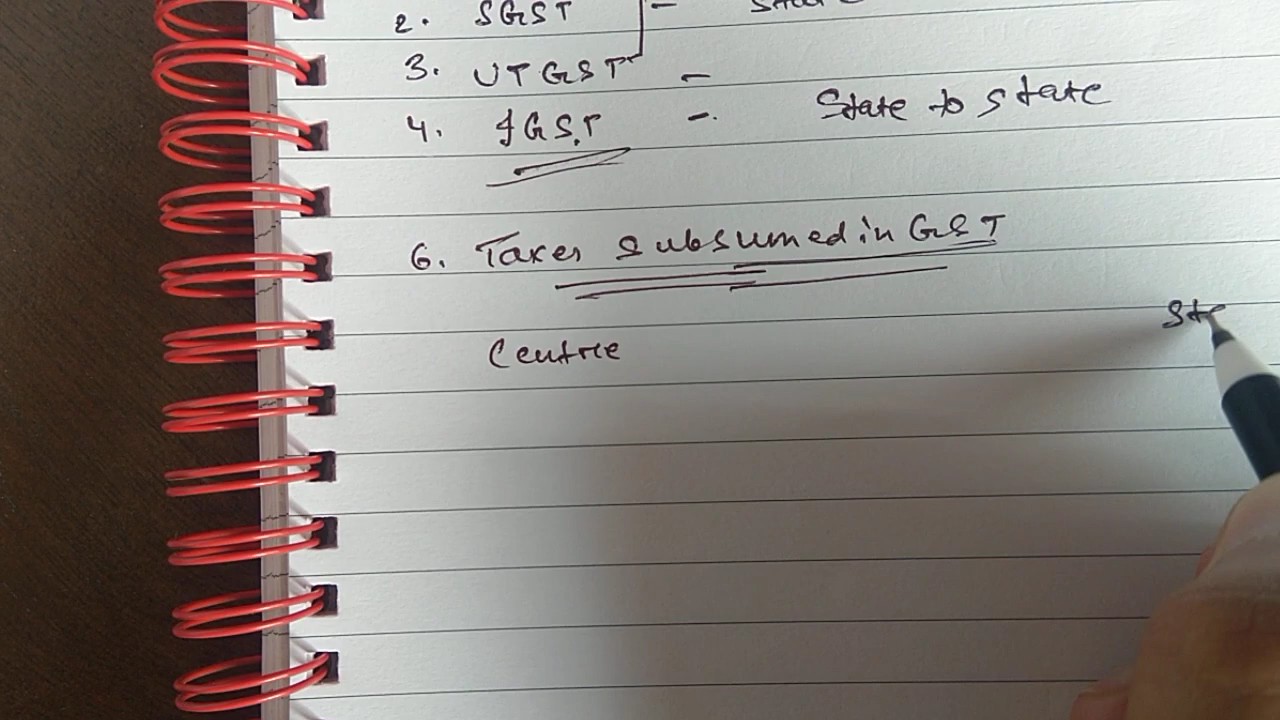 2. SGST -
3. UTGST -
4. IGST - State to state
6. Taxes subsumed in GST
Centre